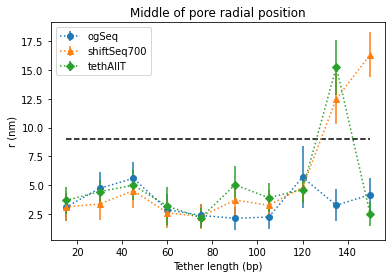 Middle of pore radial position
ogSeq
shiftSeq700
tethAllT
r (nm)
17.5
15.0
12.5
10.0
7.5
5.0
2.5
20 40 60 80 100 120 140
Tether length (bp)